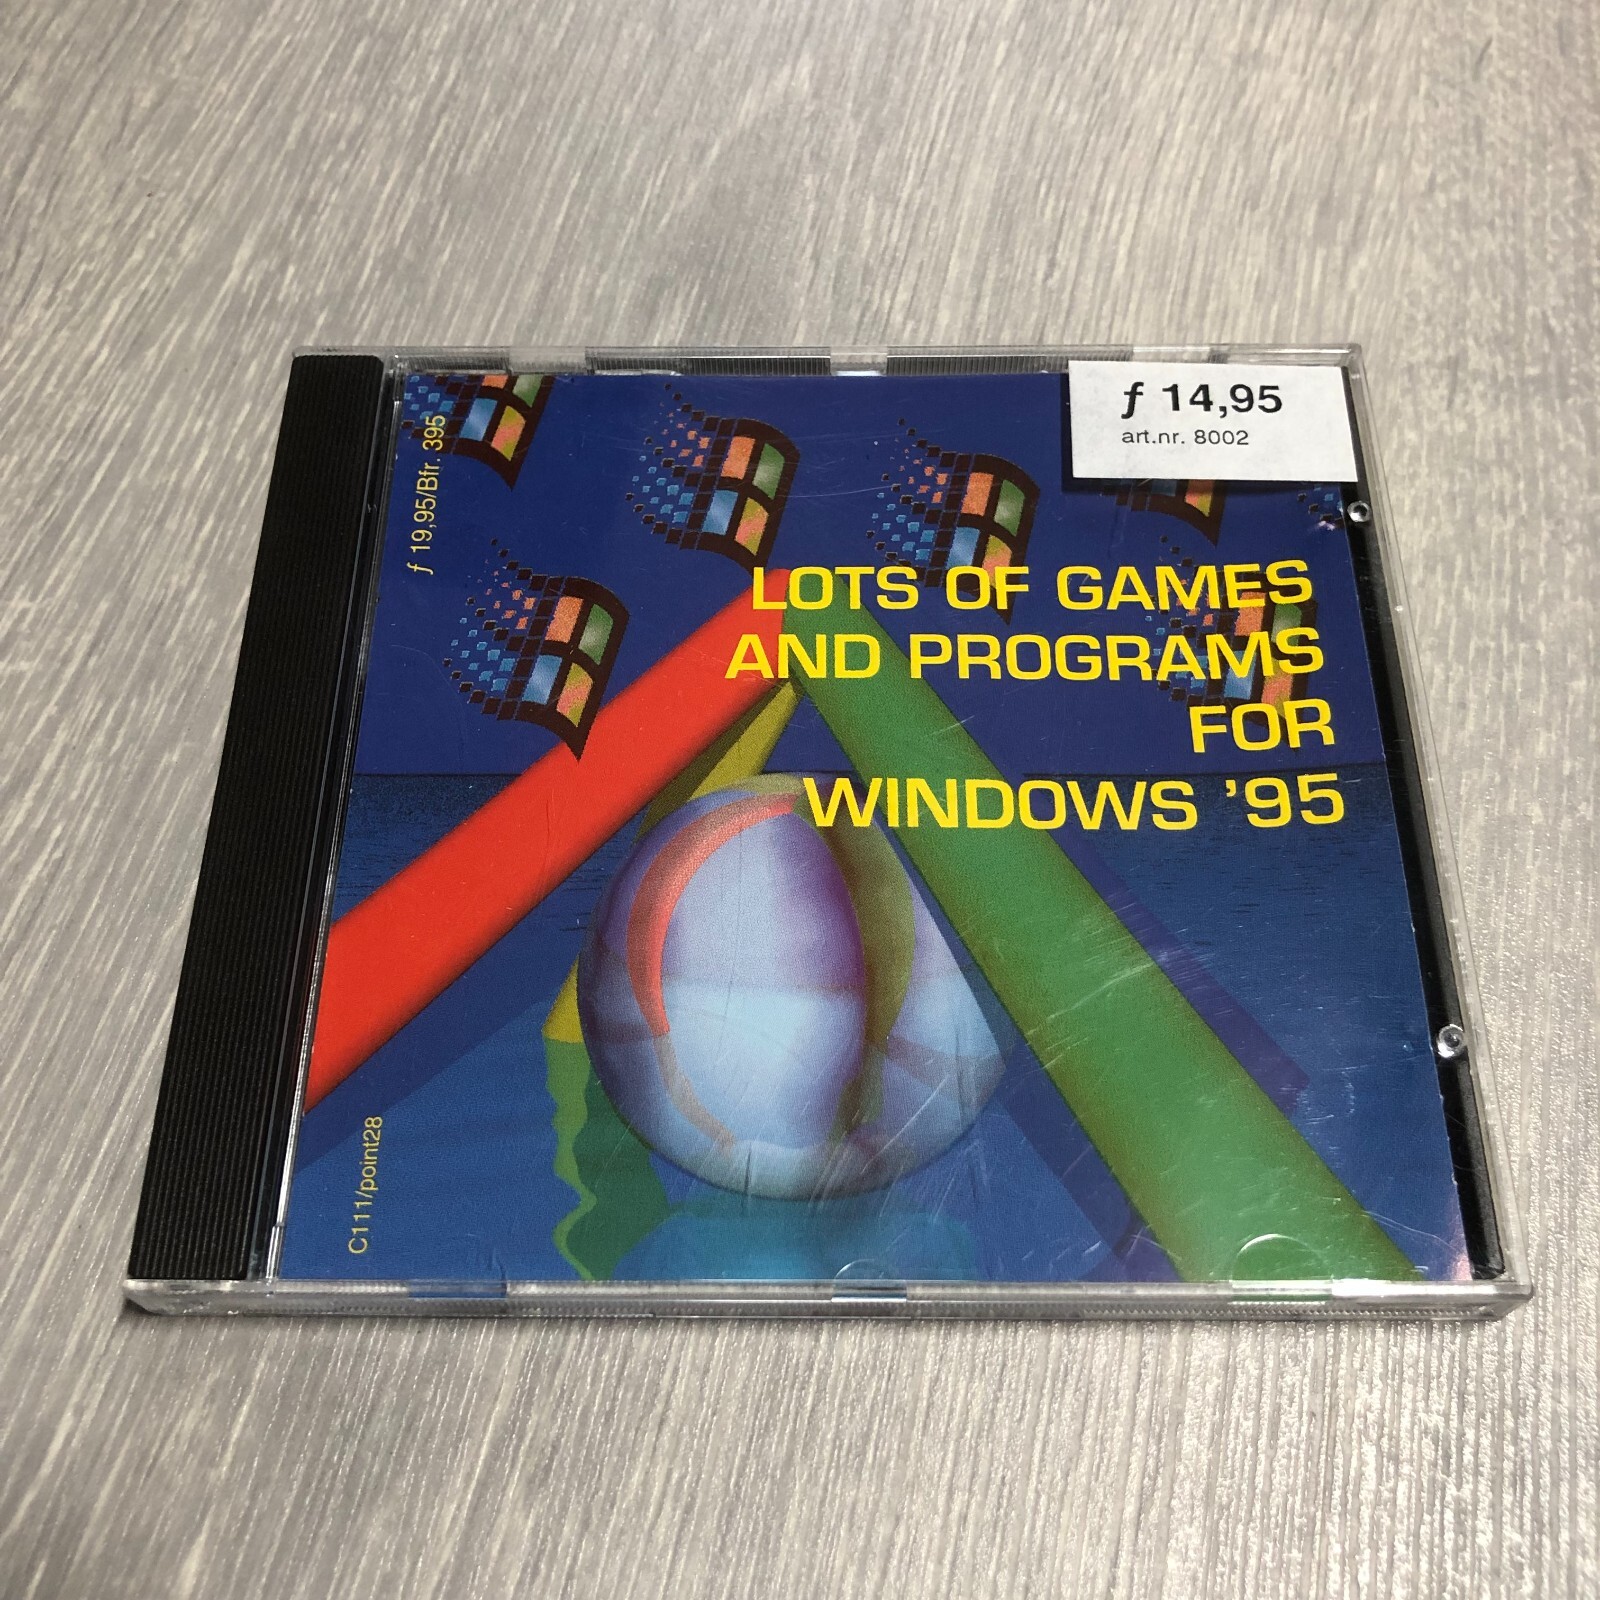 ƒ 14,95
art.nr. 8002
ƒ 19,95/Bfr. 395
LOTS OF GAMES
AND PROGRAMS
FOR
WINDOWS '95
C111/point28